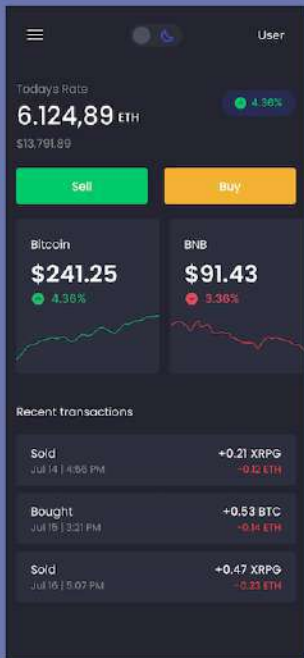 User
Todays Rate
6.124,89 ETH
4.36%
$13,791.89
Sell
Buy
Bitcoin
$241.25
4.36%
BNB
$91.43
3.36%
Recent transactions
Sold
+0.21 XRPG
Jul 14 | 4:56 PM
-0.12 ETH
Bought
+0.53 BTC
Jul 15 | 3:21 PM
-0.14 ETH
Sold
+0.47 XRPG
Jul 16 | 5:07 PM
-0.23 ETH